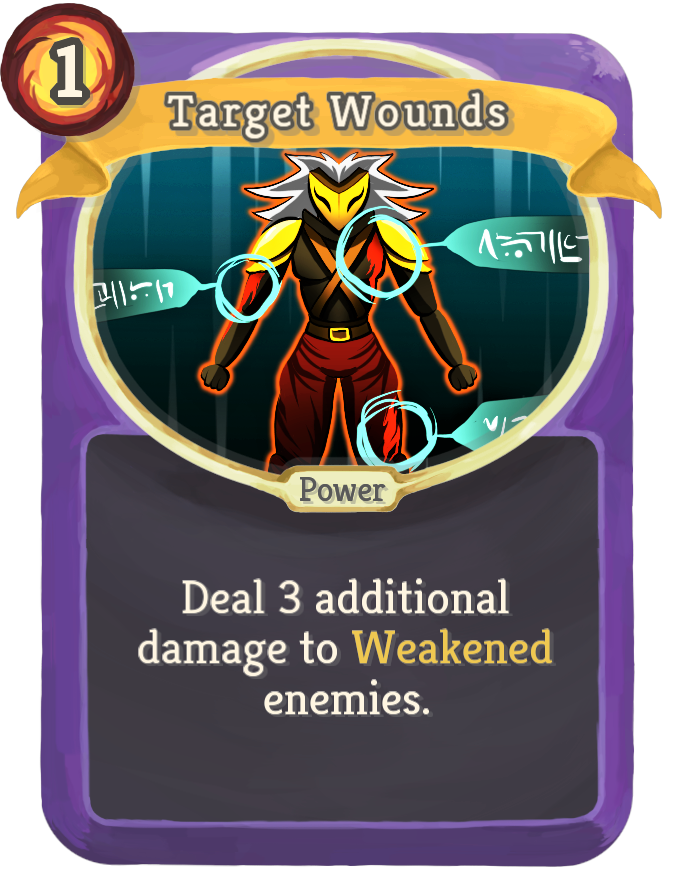 1
Target Wounds
Power
Deal 3 additional
damage to Weakened
enemies.